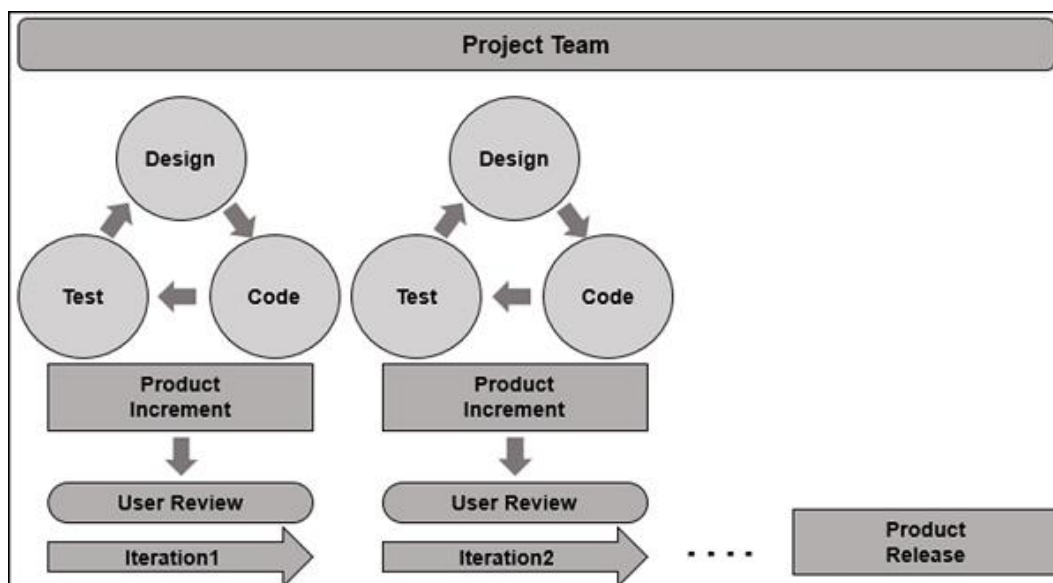 Project Team
Design
Design
Test
Code
Test
Code
Product
Increment
Product
Increment
User Review
User Review
Iteration1
Iteration2
Product
Release